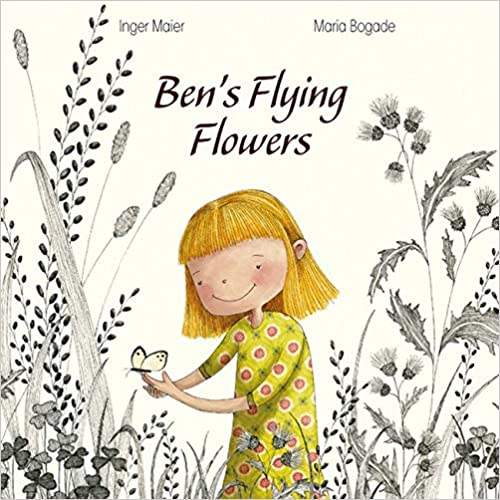 Inger Maier Maria Bogade
Ben's Flying
Flowers